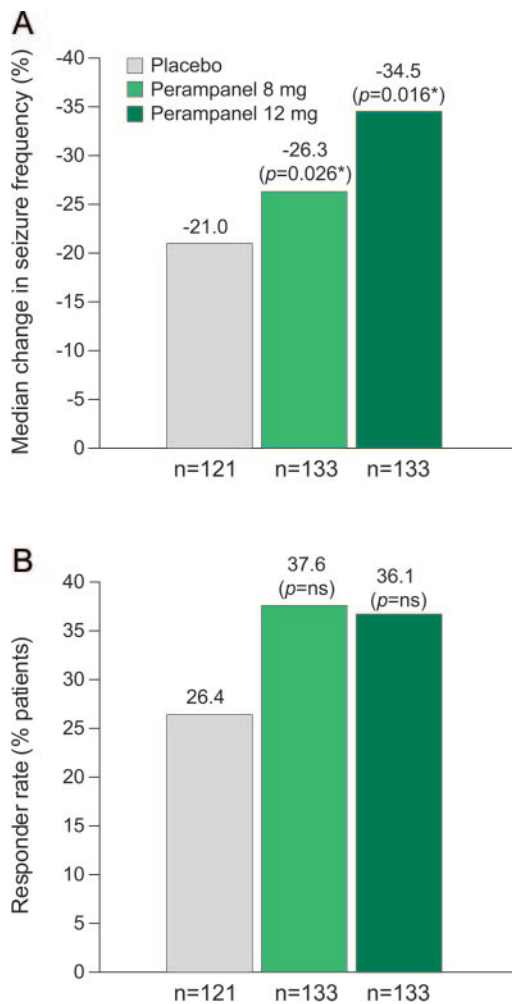 A
Median change in seizure frequency (%)
-40
-35
-30
-25
-20
-15
-10
-5
0
Placebo
Perampanel 8 mg
Perampanel 12 mg
-21.0
-26.3
(p=0.026*)
-34.5
(p=0.016*)
n=121
n=133
n=133
B
Responder rate (% patients)
40
35
30
25
20
15
10
5
0
26.4
37.6
(p=ns)
36.1
(p=ns)
n=121
n=133
n=133